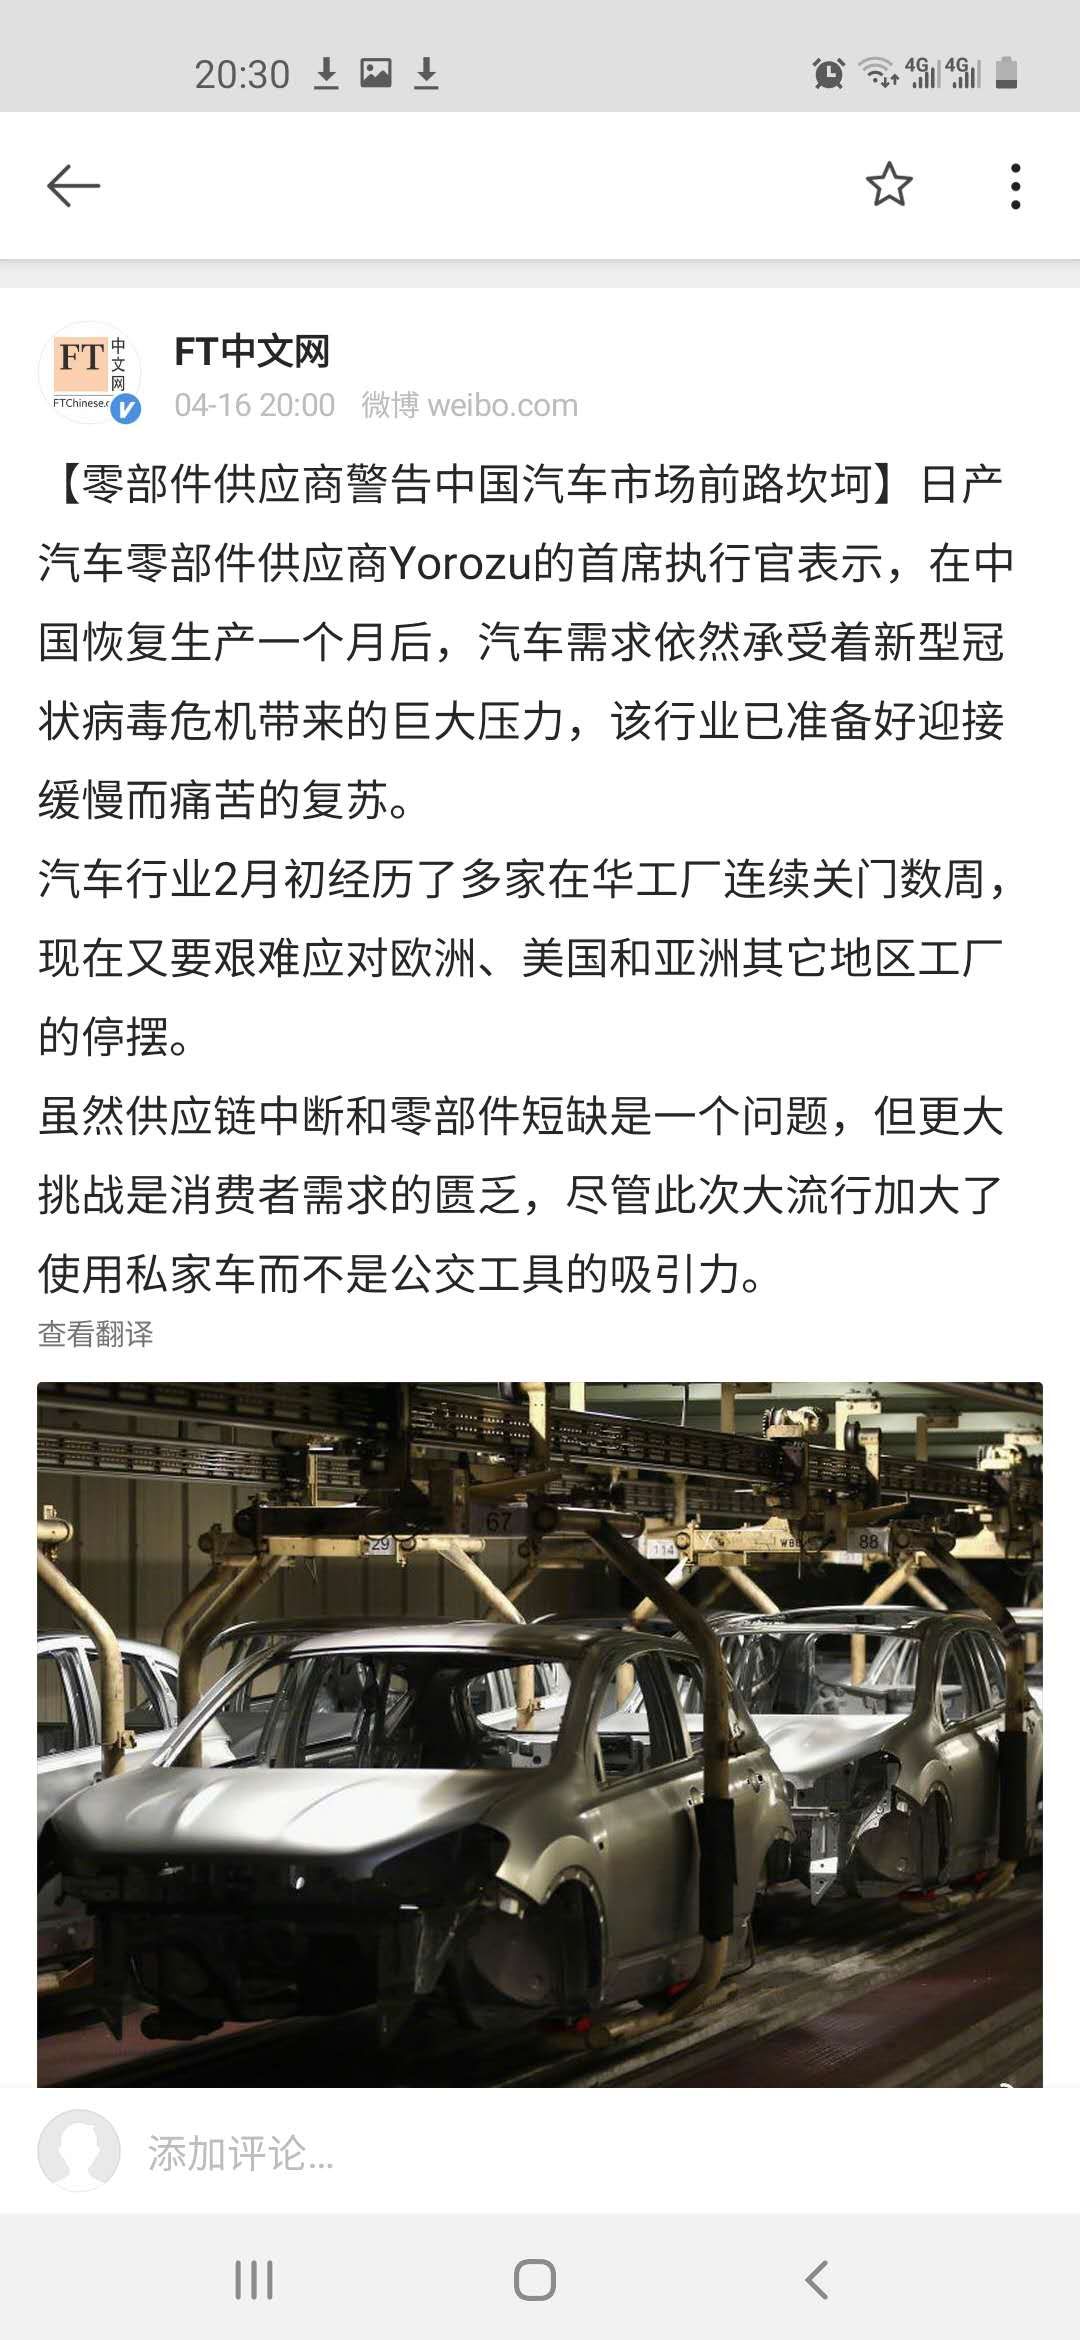 20:30
4G 4G
FT 中文网
FTChinese.c
FT中文网
04-16 20:00 微博 weibo.com
【零部件供应商警告中国汽车市场前路坎坷】日产
汽车零部件供应商Yorozu的首席执行官表示，在中
国恢复生产一个月后，汽车需求依然承受着新型冠
状病毒危机带来的巨大压力，该行业已准备好迎接
缓慢而痛苦的复苏。
汽车行业2月初经历了多家在华工厂连续关门数周，
现在又要艰难应对欧洲、美国和亚洲其它地区工厂
的停摆。
虽然供应链中断和零部件短缺是一个问题，但更大
挑战是消费者需求的匮乏，尽管此次大流行加大了
使用私家车而不是公交工具的吸引力。
查看翻译
67
29
114
88
添加评论...